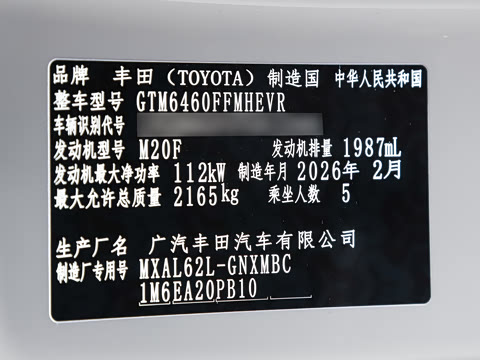 品牌 丰田(TOYOTA) 制造国 中华人民共和国
整车型号 GTM6460FFMHEVR
车辆识别代号
发动机型号 M20F 发动机排量 1987mL
发动机最大净功率 112kW 制造年月 2026年 2月
最大允许总质量 2165kg 乘坐人数 5
生产厂名 广汽丰田汽车有限公司
制造厂专用号 MXAL62L-GNXMBC
1M6EA20PB10